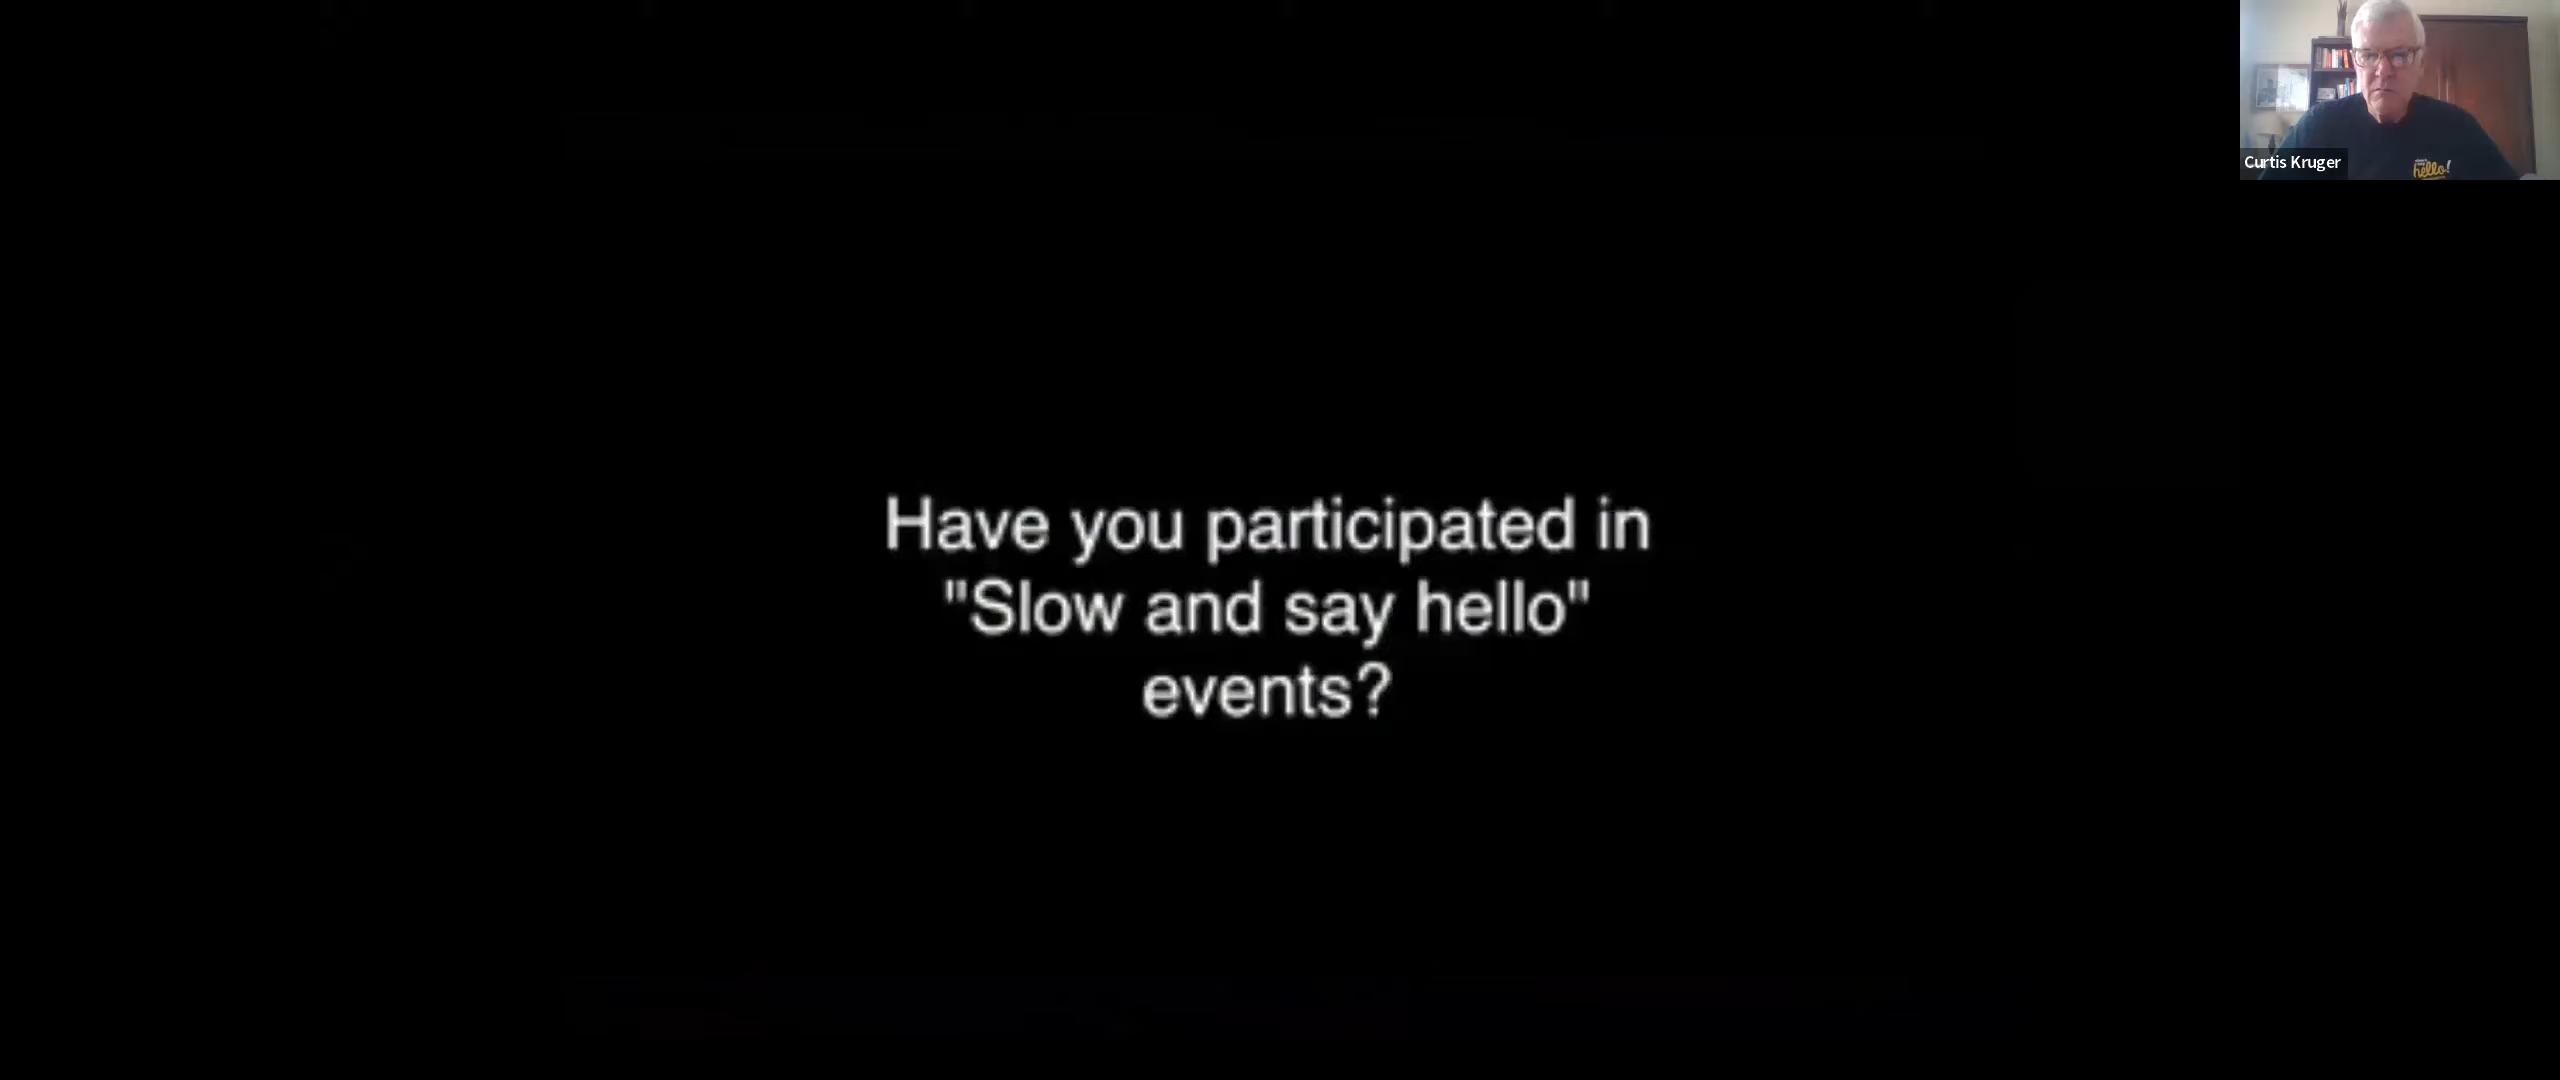 Have you participated in
"Slow and say hello"
events?
Curtis Kruger
hello!